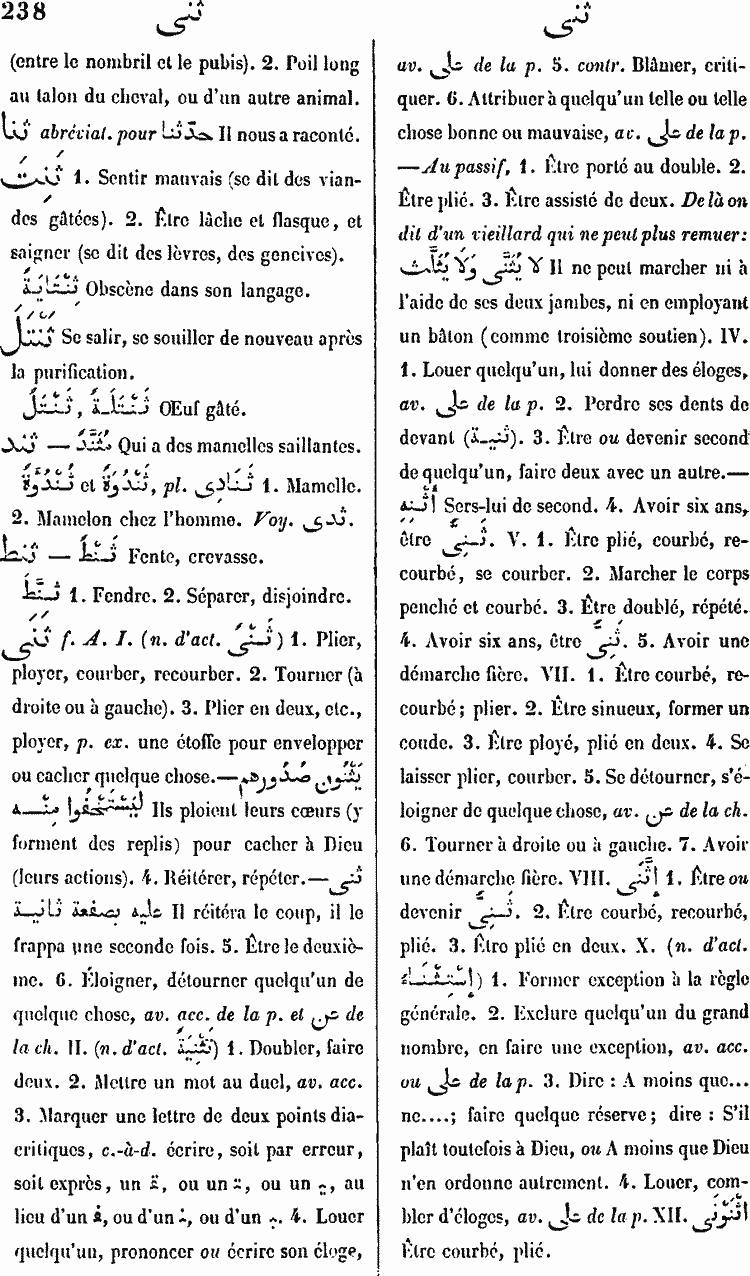 238 ثنى ثنى
(entre le nombril et le pubis). 2. Poil long
au talon du cheval, ou d'un autre animal.
ثنا abréviat. pour حدّثنا Il nous a raconté.
ثَنِتَ 1. Sentir mauvais (se dit des vian-
des gâtées). 2. Être lâche et flasque, et
saigner (se dit des lèvres, des gencives).
Obscène dans son langage.
ثَنْتَلَ Se salir, se souiller de nouveau après
la purification.
ثَنْتَلَةٌ , ثَنْتَلٌ Œuf gâté.
ثند — مُثَنَّدٌ Qui a des mamelles saillantes.
ثَنْدُوَةٌ et ثُنْدُوَةٌ, pl. ثَنَادِى 1. Mamelle.
2. Mamelon chez l'homme. Voy. ثدى.
ثنط — ثَنْطٌ Fente, crevasse.
ثَنَّطَ 1. Fendre. 2. Séparer, disjoindre.
ثَنَى f. A. I. (n. d'act. ثَنْىٌ) 1. Plier,
ployer, courber, recourber. 2. Tourner (à
droite ou à gauche). 3. Plier en deux, etc.,
ployer, p. ex. une étoffe pour envelopper
ou cacher quelque chose.—يَثْنُونَ صُدُورهم
لِيَسْتَخْفُوا مِنْه Ils ploient leurs cœurs (y
forment des replis) pour cacher à Dieu
(leurs actions). 4. Réitérer, répéter.—ثنى
عليه بصفعة ثانية Il réitéra le coup, il le
frappa une seconde fois. 5. Être le deuxiè-
me. 6. Éloigner, détourner quelqu'un de
quelque chose, av. acc. de la p. et عن de
la ch. II. (n. d'act. تَثْنِيَةٌ) 1. Doubler, faire
deux. 2. Mettre un mot au duel, av. acc.
3. Marquer une lettre de deux points dia-
critiques, c.-à-d. écrire, soit par erreur,
soit exprès, un ou un ou un au
lieu d'un ou d'un ou d'un 4. Louer
quelqu'un, prononcer ou écrire son éloge,
av. على de la p. 5. contr. Blâmer, criti-
quer. 6. Attribuer à quelqu'un telle ou telle
chose bonne ou mauvaise, av. على de la p.
—Au passif, 1. Être porté au double. 2.
Être plié. 3. Être assisté de deux. De là on
dit d'un vieillard qui ne peut plus remuer:
لا يُثَنَّى وَلَا يُثَلَّث Il ne peut marcher ni à
l'aide de ses deux jambes, ni en employant
un bâton (comme troisième soutien). IV.
1. Louer quelqu'un, lui donner des éloges,
av. على de la p. 2. Perdre ses dents de
devant (ثنية). 3. Être ou devenir second
de quelqu'un, faire deux avec un autre.—
أثنه Sers-lui de second. 4. Avoir six ans,
être ثَنِىّ. V. 1. Être plié, courbé, re-
courbé, se courber. 2. Marcher le corps
penché et courbé. 3. Être doublé, répété.
4. Avoir six ans, être ثَنِىّ. 5. Avoir une
démarche fière. VII. 1. Être courbé, re-
courbé; plier. 2. Être sinueux, former un
coude. 3. Être ployé, plié en deux. 4. Se
laisser plier, courber. 5. Se détourner, s'é-
loigner de quelque chose, av. عن de la ch.
6. Tourner à droite ou à gauche. 7. Avoir
une démarche fière. VIII. إثَّنَى 1. Être ou
devenir ثَنِىّ. 2. Être courbé, recourbé,
plié. 3. Être plié en deux. X. (n. d'act.
إسْتِثْنَاءٌ) 1. Former exception à la règle
générale. 2. Exclure quelqu'un du grand
nombre, en faire une exception, av. acc.
ou على de la p. 3. Dire : A moins que...
ne....; faire quelque réserve; dire : S'il
plaît toutefois à Dieu, ou A moins que Dieu
n'en ordonne autrement. 4. Louer, com-
bler d'éloges, av. على de la p. XII. اثْنَوْنَى
Être courbé, plié.